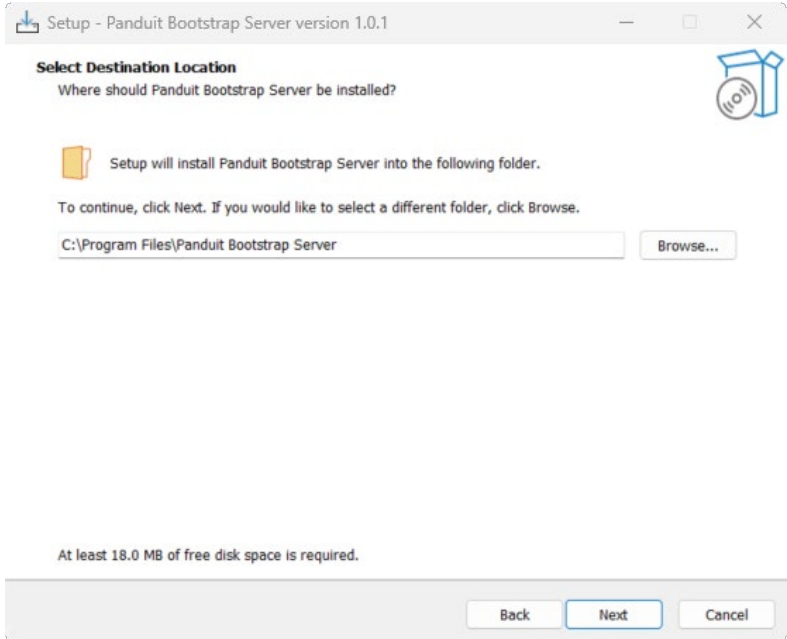 Setup - Panduit Bootstrap Server version 1.0.1
Select Destination Location
Where should Panduit Bootstrap Server be installed?
Setup will install Panduit Bootstrap Server into the following folder.
To continue, click Next. If you would like to select a different folder, click Browse.
C:\Program Files\Panduit Bootstrap Server
Browse...
At least 18.0 MB of free disk space is required.
Back
Next
Cancel